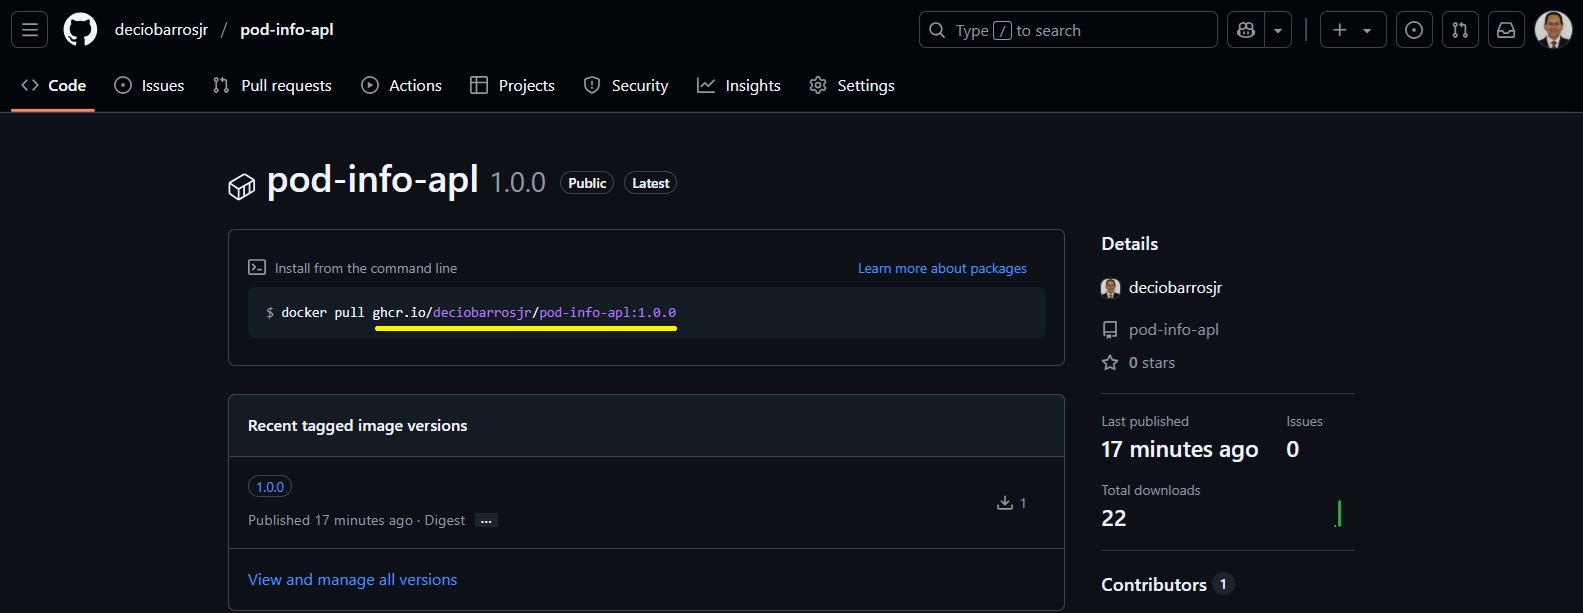 deciobarrosjr / pod-info-apl
Type / to search
Code
Issues
Pull requests
Actions
Projects
Security
Insights
Settings
pod-info-apl 1.0.0 Public Latest
Install from the command line
Learn more about packages
$ docker pull ghcr.io/deciobarrosjr/pod-info-apl:1.0.0
Recent tagged image versions
1.0.0
Published 17 minutes ago · Digest ...
1
View and manage all versions
Details
deciobarrosjr
pod-info-apl
0 stars
Last published
17 minutes ago
Issues
0
Total downloads
22
Contributors 1